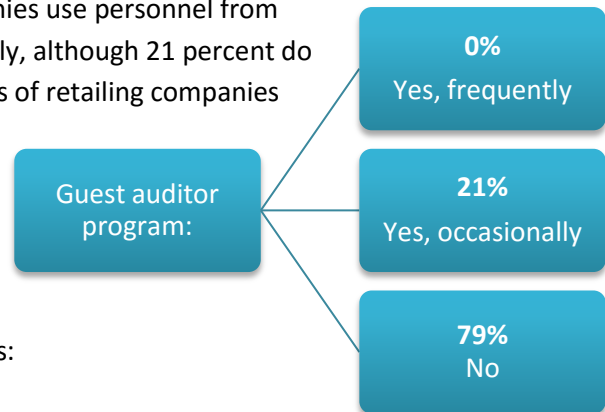 nies use personnel from
ly, although 21 percent do
s of retailing companies
Guest auditor
program:
0%
Yes, frequently
21%
Yes, occasionally
79%
No
s: